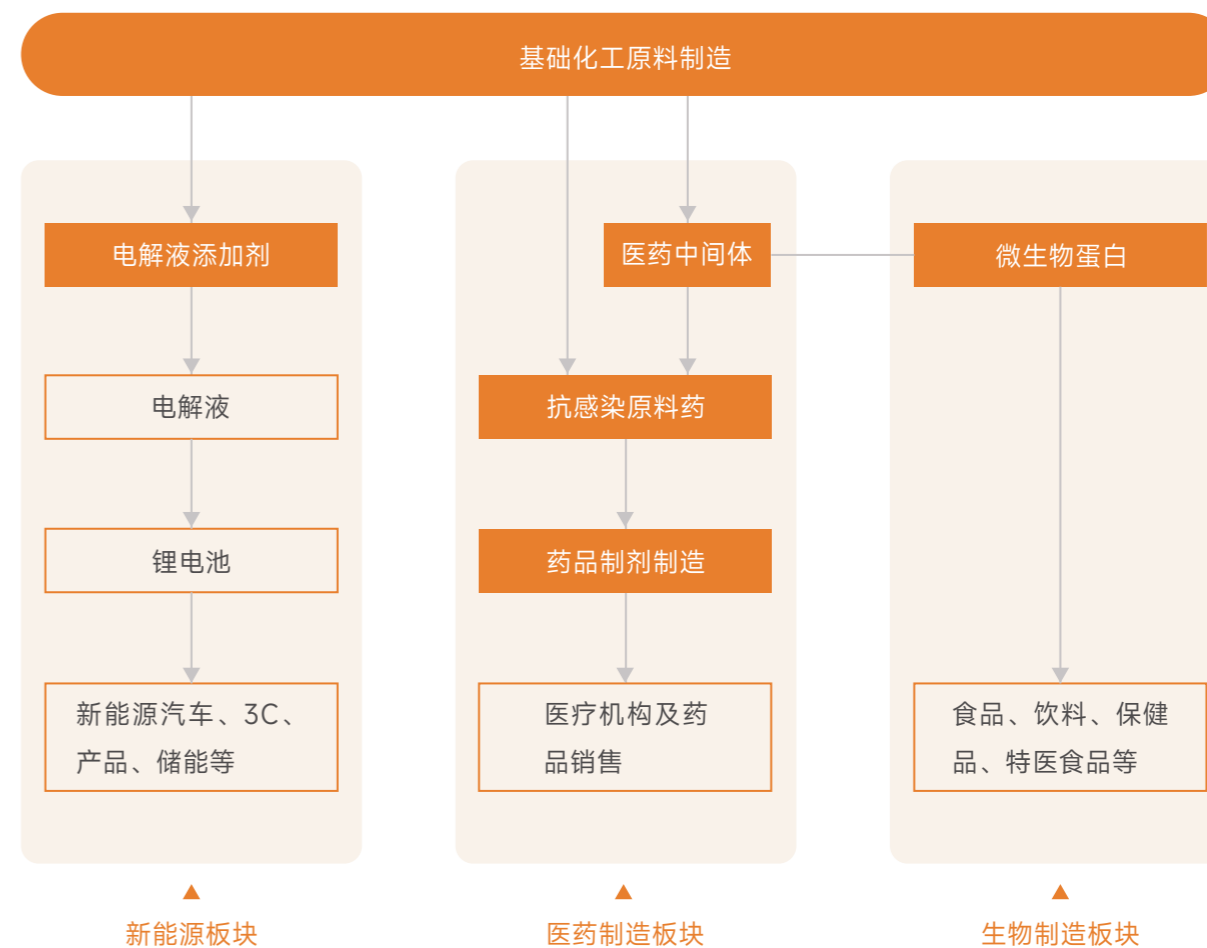 基础化工原料制造
电解液添加剂
医药中间体
微生物蛋白
电解液
抗感染原料药
锂电池
药品制剂制造
新能源汽车、3C、
产品、储能等
医疗机构及药
品销售
食品、饮料、保健
品、特医食品等
新能源板块
医药制造板块
生物制造板块